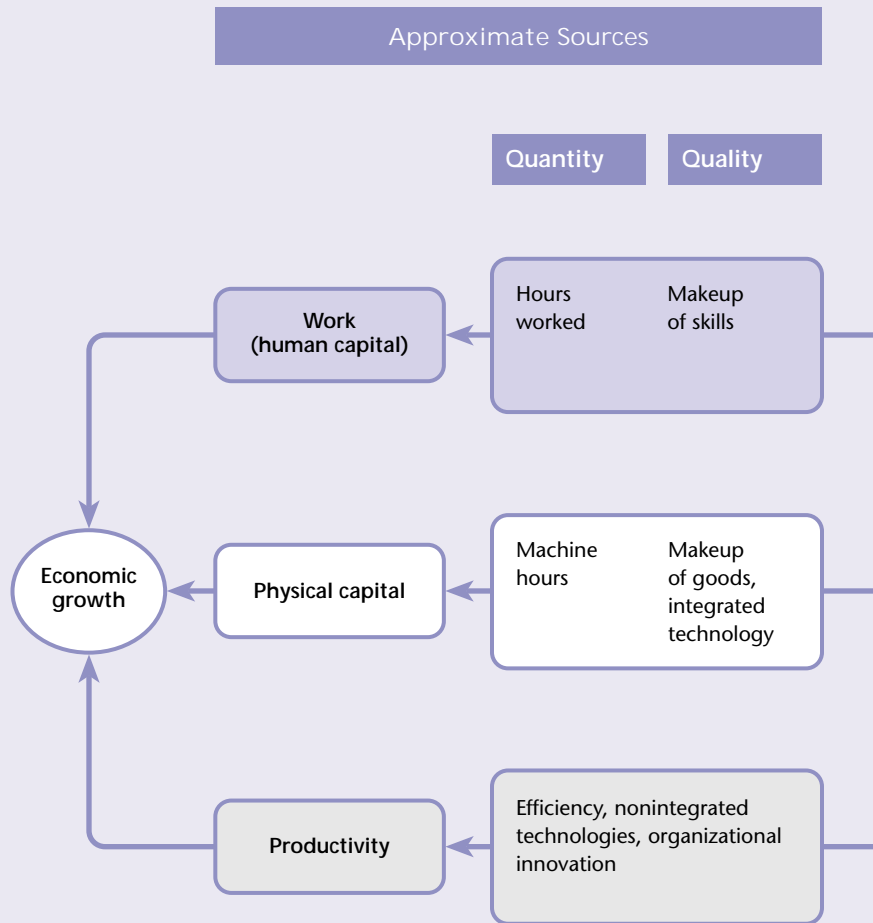 Approximate Sources
Quantity
Quality
Work
(human capital)
Hours
worked
Makeup
of skills
Economic
growth
Physical capital
Machine
hours
Makeup
of goods,
integrated
technology
Productivity
Efficiency, nonintegrated
technologies, organizational
innovation